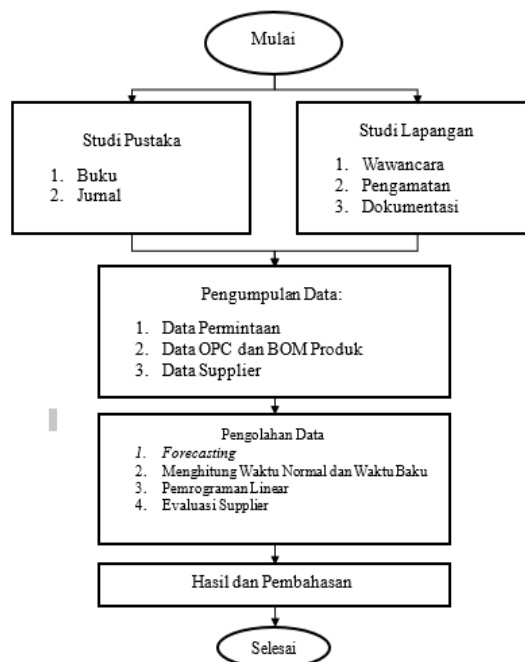 Mulai
Studi Pustaka
1. Buku
2. Jurnal
Studi Lapangan
1. Wawancara
2. Pengamatan
3. Dokumentasi
Pengumpulan Data:
1. Data Permintaan
2. Data OPC dan BOM Produk
3. Data Supplier
Pengolahan Data
1. Forecasting
2. Menghitung Waktu Normal dan Waktu Baku
3. Pemrograman Linear
4. Evaluasi Supplier
Hasil dan Pembahasan
Selesai